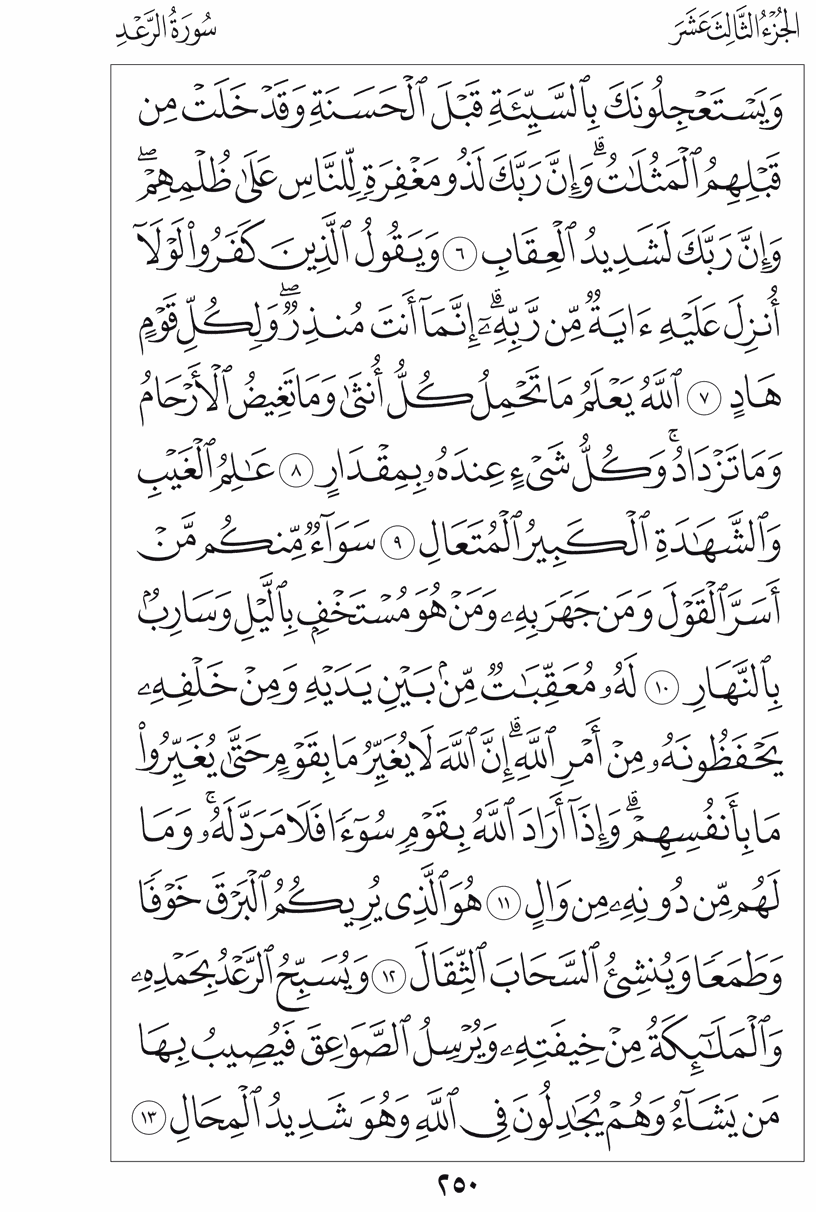 الجُزْءُ الثَّالِثَ عَشَرَ
سُورَةُ الرَّعْدِ
وَيَسْتَعْجِلُونَكَ بِٱلسَّيِّئَةِ قَبْلَ ٱلْحَسَنَةِ وَقَدْ خَلَتْ مِن
قَبْلِهِمُ ٱلْمَثُلَٰتُۗ وَإِنَّ رَبَّكَ لَذُو مَغْفِرَةٍ لِّلنَّاسِ عَلَىٰ ظُلْمِهِمْۖ
وَإِنَّ رَبَّكَ لَشَدِيدُ ٱلْعِقَابِ ٦ وَيَقُولُ ٱلَّذِينَ كَفَرُوا۟ لَوْلَآ
أُنزِلَ عَلَيْهِ ءَايَةٌ مِّن رَّبِّهِۦٓۗ إِنَّمَآ أَنتَ مُنذِرٌۖ وَلِكُلِّ قَوْمٍ
هَادٍ ٧ ٱللَّهُ يَعْلَمُ مَا تَحْمِلُ كُلُّ أُنثَىٰ وَمَا تَغِيضُ ٱلْأَرْحَامُ
وَمَا تَزْدَادُۚ وَكُلُّ شَىْءٍ عِندَهُۥ بِمِقْدَارٍ ٨ عَٰلِمُ ٱلْغَيْبِ
وَٱلشَّهَٰدَةِ ٱلْكَبِيرُ ٱلْمُتَعَالِ ٩ سَوَآءٌ مِّنكُم مَّنْ
أَسَرَّ ٱلْقَوْلَ وَمَن جَهَرَ بِهِۦ وَمَنْ هُوَ مُسْتَخْفٍۭ بِٱلَّيْلِ وَسَارِبٌۢ
بِٱلنَّهَارِ ١٠ لَهُۥ مُعَقِّبَٰتٌ مِّنۢ بَيْنِ يَدَيْهِ وَمِنْ خَلْفِهِۦ
يَحْفَظُونَهُۥ مِنْ أَمْرِ ٱللَّهِۗ إِنَّ ٱللَّهَ لَا يُغَيِّرُ مَا بِقَوْمٍ حَتَّىٰ يُغَيِّرُوا۟
مَا بِأَنفُسِهِمْۗ وَإِذَآ أَرَادَ ٱللَّهُ بِقَوْمٍ سُوٓءًا فَلَا مَرَدَّ لَهُۥۚ وَمَا
لَهُم مِّن دُونِهِۦ مِن وَالٍ ١١ هُوَ ٱلَّذِى يُرِيكُمُ ٱلْبَرْقَ خَوْفًا
وَطَمَعًا وَيُنشِئُ ٱلسَّحَابَ ٱلثِّقَالَ ١٢ وَيُسَبِّحُ ٱلرَّعْدُ بِحَمْدِهِۦ
وَٱلْمَلَٰٓئِكَةُ مِنْ خِيفَتِهِۦ وَيُرْسِلُ ٱلصَّوَٰعِقَ فَيُصِيبُ بِهَا
مَن يَشَآءُ وَهُمْ يُجَٰدِلُونَ فِى ٱللَّهِ وَهُوَ شَدِيدُ ٱلْمِحَالِ ١٣
٢٥٠